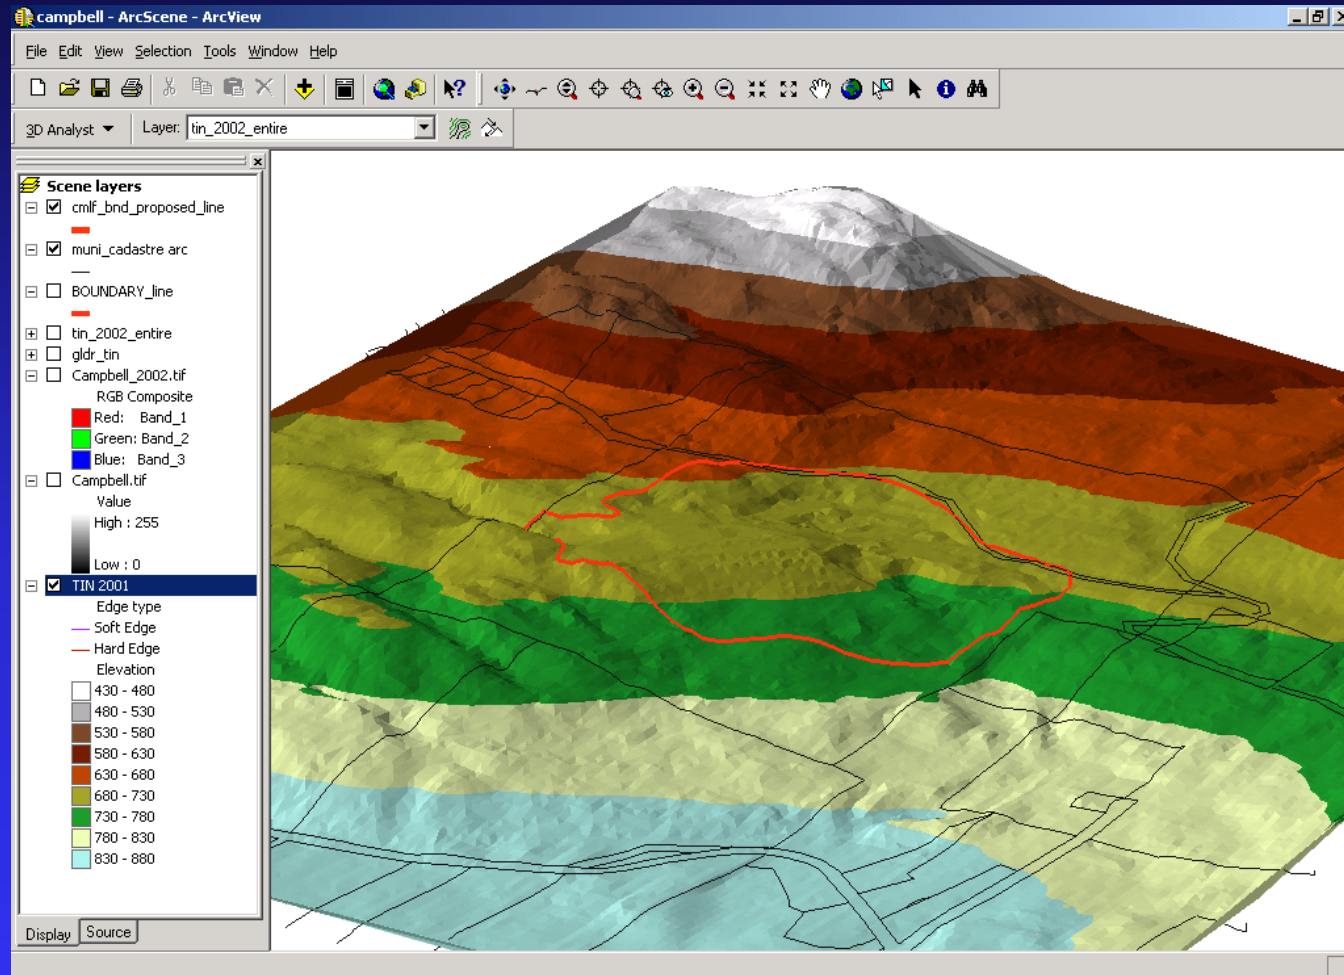 campbell - ArcScene - ArcView
File Edit View Selection Tools Window Help
3D Analyst Layer: tin_2002_entire
Scene layers
cmlf_bnd_proposed_line
muni_cadastre arc
BOUNDARY_line
tin_2002_entire
gldr_tin
Campbell_2002.tif
RGB Composite
Red: Band_1
Green: Band_2
Blue: Band_3
Campbell.tif
Value
High : 255
Low : 0
TIN 2001
Edge type
Soft Edge
Hard Edge
Elevation
430 - 480
480 - 530
530 - 580
580 - 630
630 - 680
680 - 730
730 - 780
780 - 830
830 - 880
Display Source